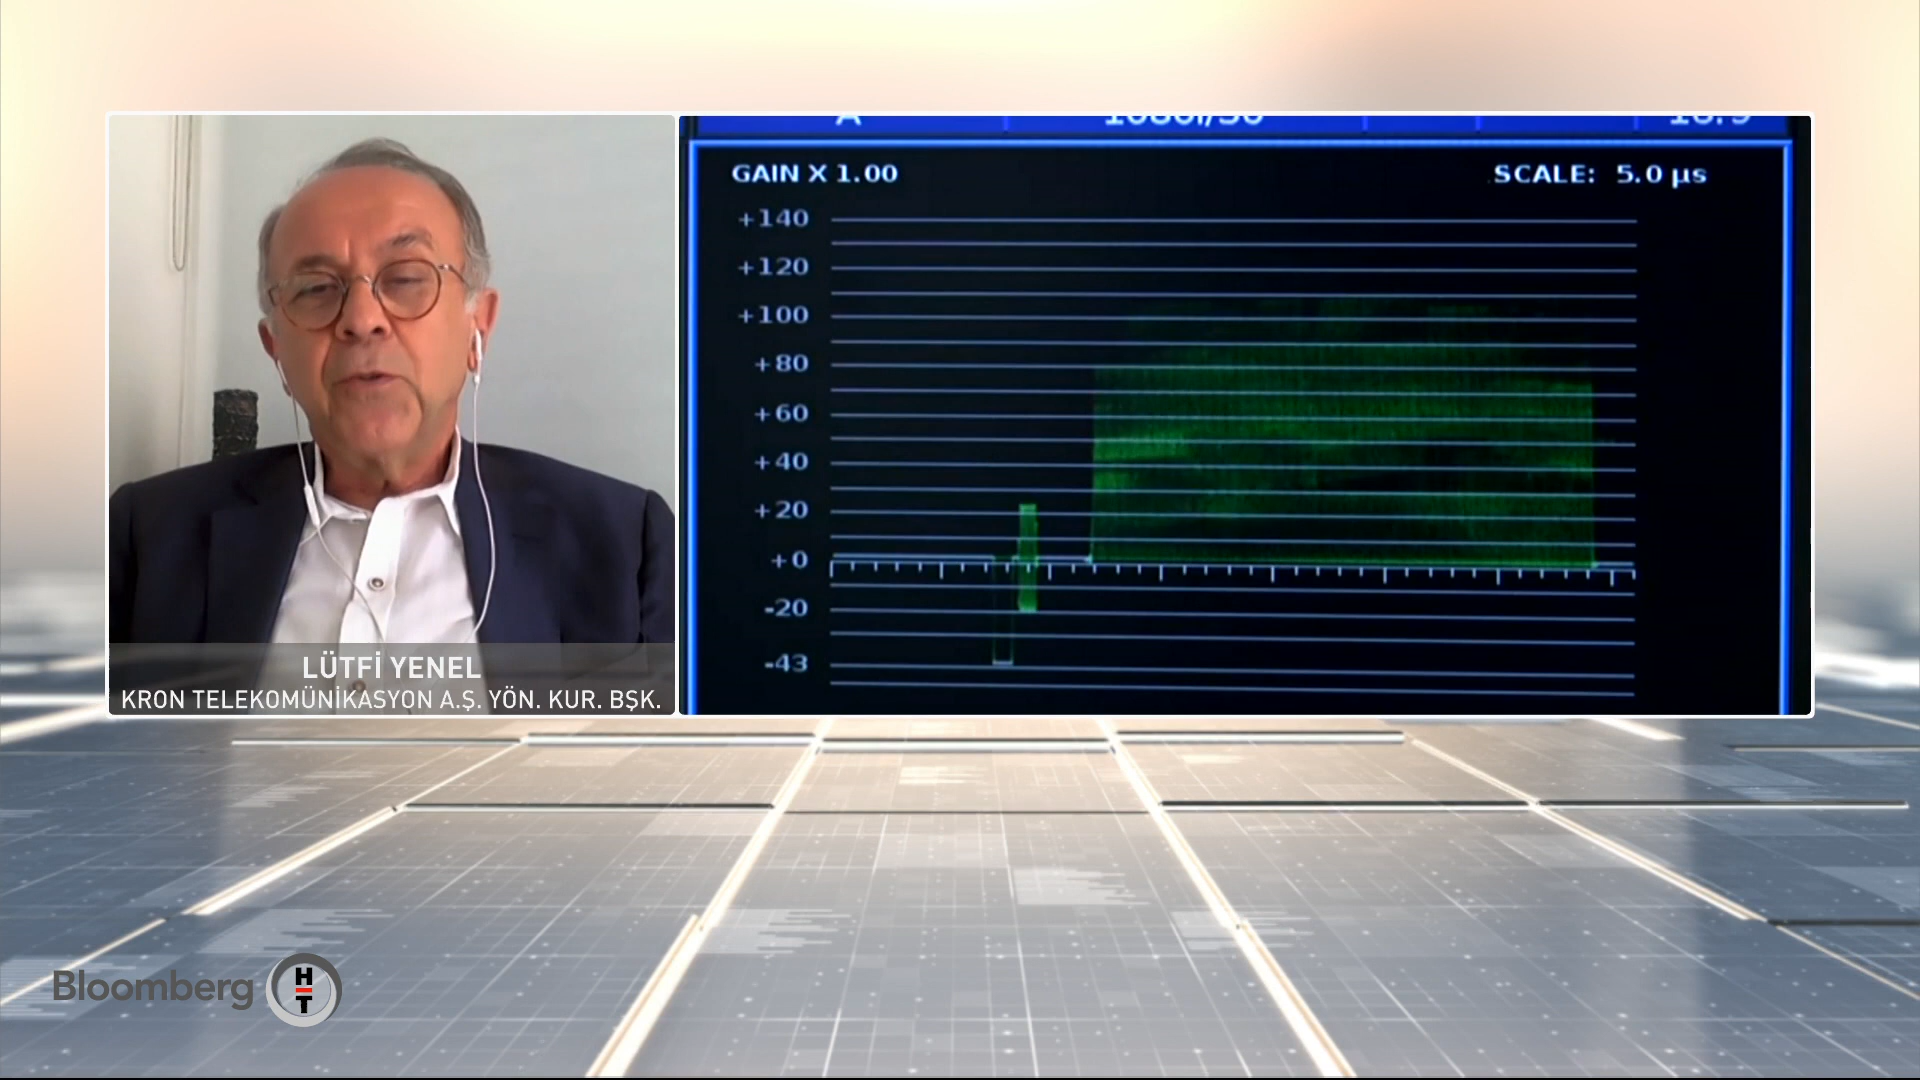 GAIN X 1.00
SCALE: 5.0 µs
+140
+120
+100
+80
+60
+40
+20
+0
-20
-43
LÜTFİ YENEL
KRON TELEKOMÜNİKASYON A.Ş. YÖN. KUR. BŞK.
Bloomberg HT